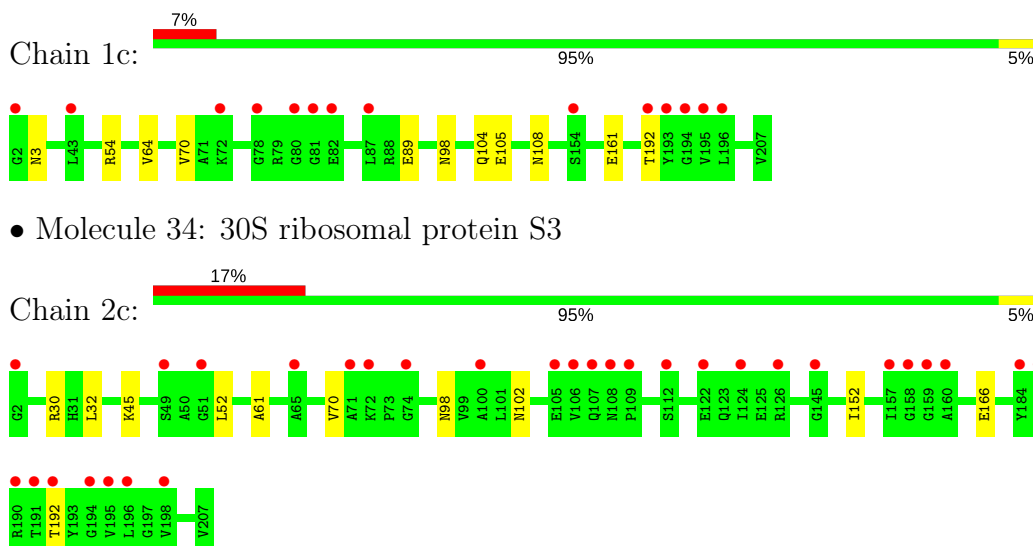 7%
Chain 1c:
95% 5%
G2 N3 L43 R54 V64 V70 A71 K72 G78 R79 G80 G81 E82 L87 R88 E89 N98 Q104 E105 N108 S154 E161 T192 Y193 G194 V195 L196 V207
• Molecule 34: 30S ribosomal protein S3
17%
Chain 2c:
95% 5%
G2 R30 H31 L32 K45 S49 A50 G51 L52 A61 A65 V70 A71 K72 P73 G74 N98 V99 A100 L101 N102 E105 V106 Q107 N108 P109 S112 E122 Q123 I124 E125 R126 G145 I152 I157 G158 G159 A160 E166 Y184
R190 T191 T192 Y193 G194 V195 L196 G197 V198 V207